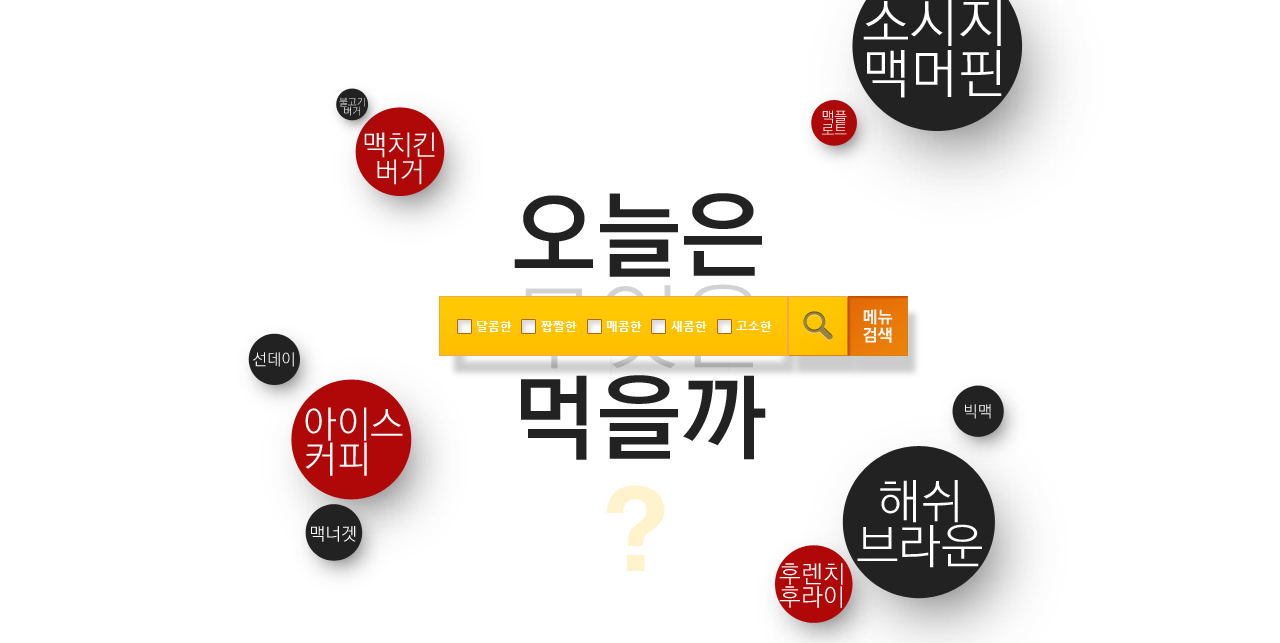 소시지
맥머핀
불고기
버거
맥플
로트
맥치킨
버거
오늘은
무엇은
달콤한 짭짤한 매콤한 새콤한 고소한
메뉴
검색
선데이
먹을까
아이스
커피
빅맥
해쉬
브라운
?
맥너겟
후렌치
후라이